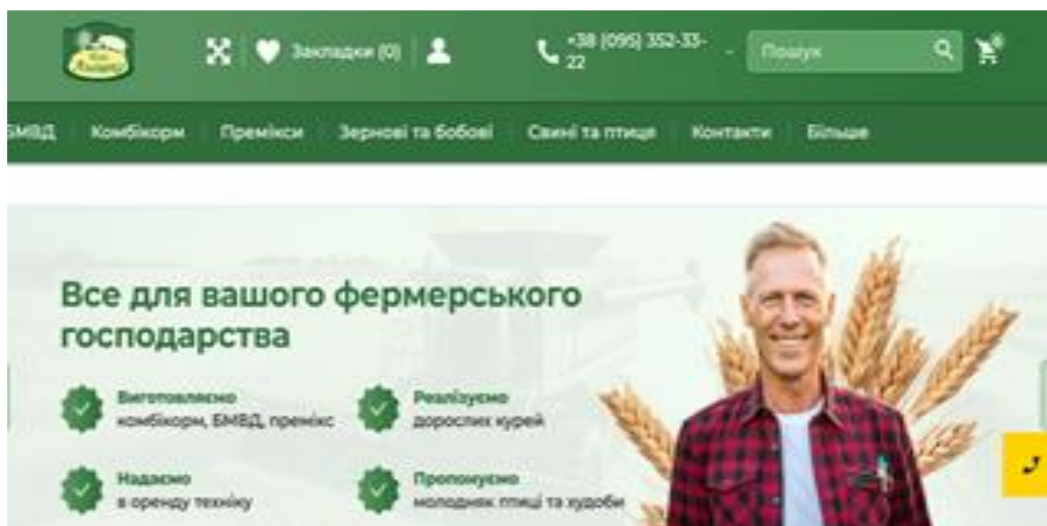 Закладки (0)
+38 (095) 352-33-
22
Пошук
БМВД Комбікорм Премікси Зернові та бобові Свині та птиця Контакти Більше
Все для вашого фермерського
господарства
Виготовляємо
комбікорм, БМВД, премікс
Реалізуємо
дорослих курей
Надаємо
в оренду техніку
Пропонуємо
молодняк птиці та худоби